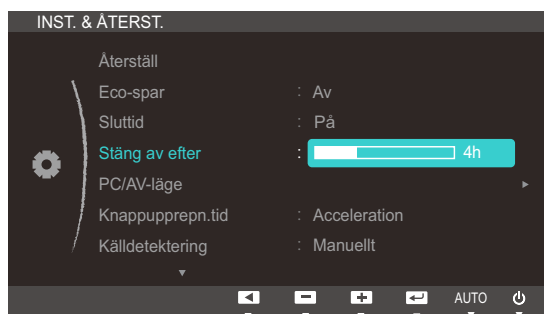 INST. & ÅTERST.
Återställ
Eco-spar : Av
Sluttid : På
Stäng av efter : 4h
PC/AV-läge
Knappupprepn.tid : Acceleration
Källdetektering : Manuellt
AUTO